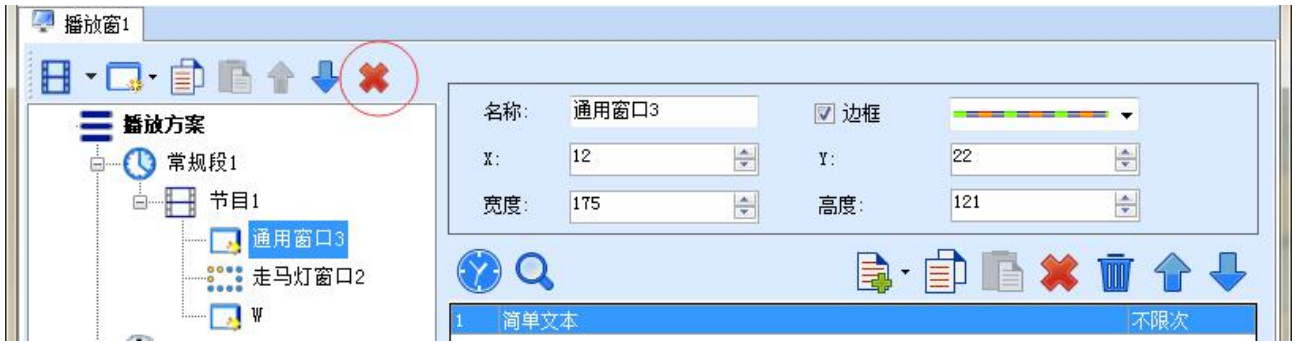 播放窗1
播放方案
常规段1
节目1
通用窗口3
走马灯窗口2
W
名称: 通用窗口3 边框
X: 12 Y: 22
宽度: 175 高度: 121
1 简单文本 不限次